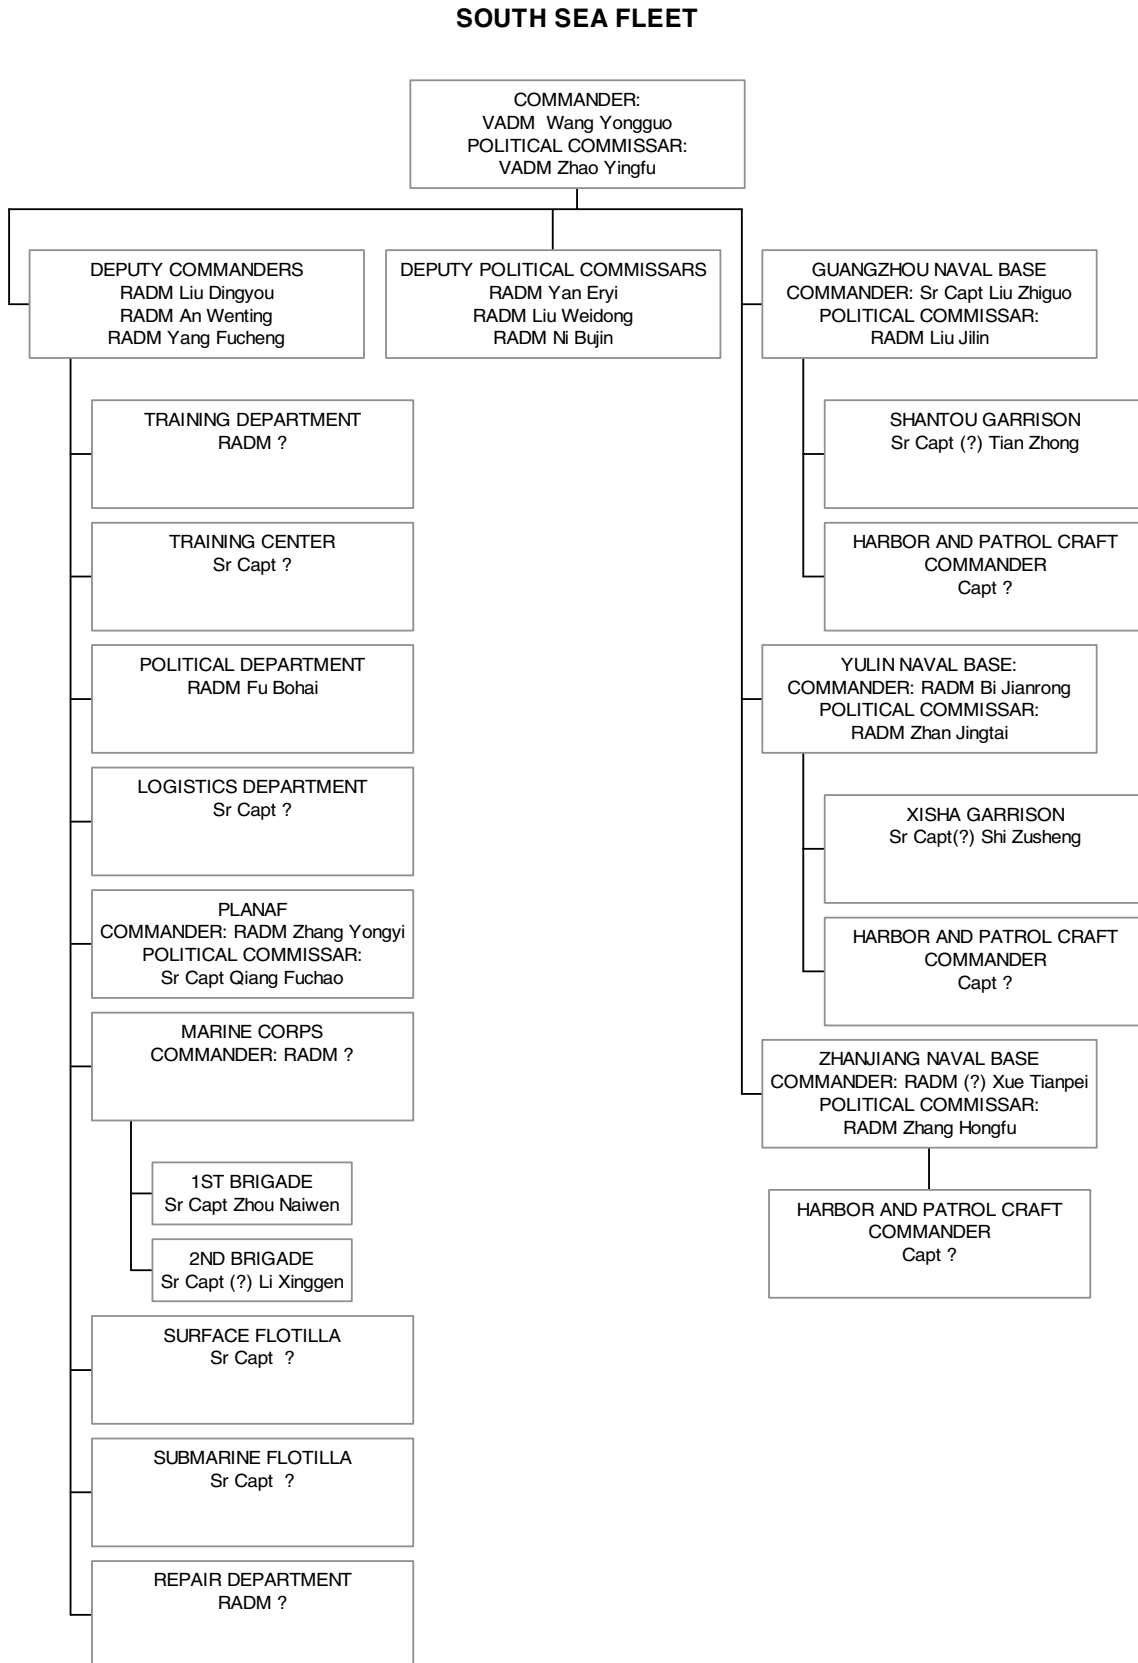 SOUTH SEA FLEET
COMMANDER:
VADM  Wang Yongguo
POLITICAL COMMISSAR:
VADM Zhao Yingfu
DEPUTY COMMANDERS
RADM Liu Dingyou
RADM An Wenting
RADM Yang Fucheng
DEPUTY POLITICAL COMMISSARS
RADM Yan Eryi
RADM Liu Weidong
RADM Ni Bujin
GUANGZHOU NAVAL BASE
COMMANDER: Sr Capt Liu Zhiguo
POLITICAL COMMISSAR:
RADM Liu Jilin
TRAINING DEPARTMENT
RADM ?
TRAINING CENTER
Sr Capt ?
POLITICAL DEPARTMENT
RADM Fu Bohai
LOGISTICS DEPARTMENT
Sr Capt ?
PLANAF
COMMANDER: RADM Zhang Yongyi
POLITICAL COMMISSAR:
Sr Capt Qiang Fuchao
MARINE CORPS
COMMANDER: RADM ?
1ST BRIGADE
Sr Capt Zhou Naiwen
2ND BRIGADE
Sr Capt (?) Li Xinggen
SURFACE FLOTILLA
Sr Capt  ?
SUBMARINE FLOTILLA
Sr Capt  ?
REPAIR DEPARTMENT
RADM ?
SHANTOU GARRISON
Sr Capt (?) Tian Zhong
HARBOR AND PATROL CRAFT
COMMANDER
Capt ?
YULIN NAVAL BASE:
COMMANDER: RADM Bi Jianrong
POLITICAL COMMISSAR:
RADM Zhan Jingtai
XISHA GARRISON
Sr Capt(?) Shi Zusheng
HARBOR AND PATROL CRAFT
COMMANDER
Capt ?
ZHANJIANG NAVAL BASE
COMMANDER: RADM (?) Xue Tianpei
POLITICAL COMMISSAR:
RADM Zhang Hongfu
HARBOR AND PATROL CRAFT
COMMANDER
Capt ?